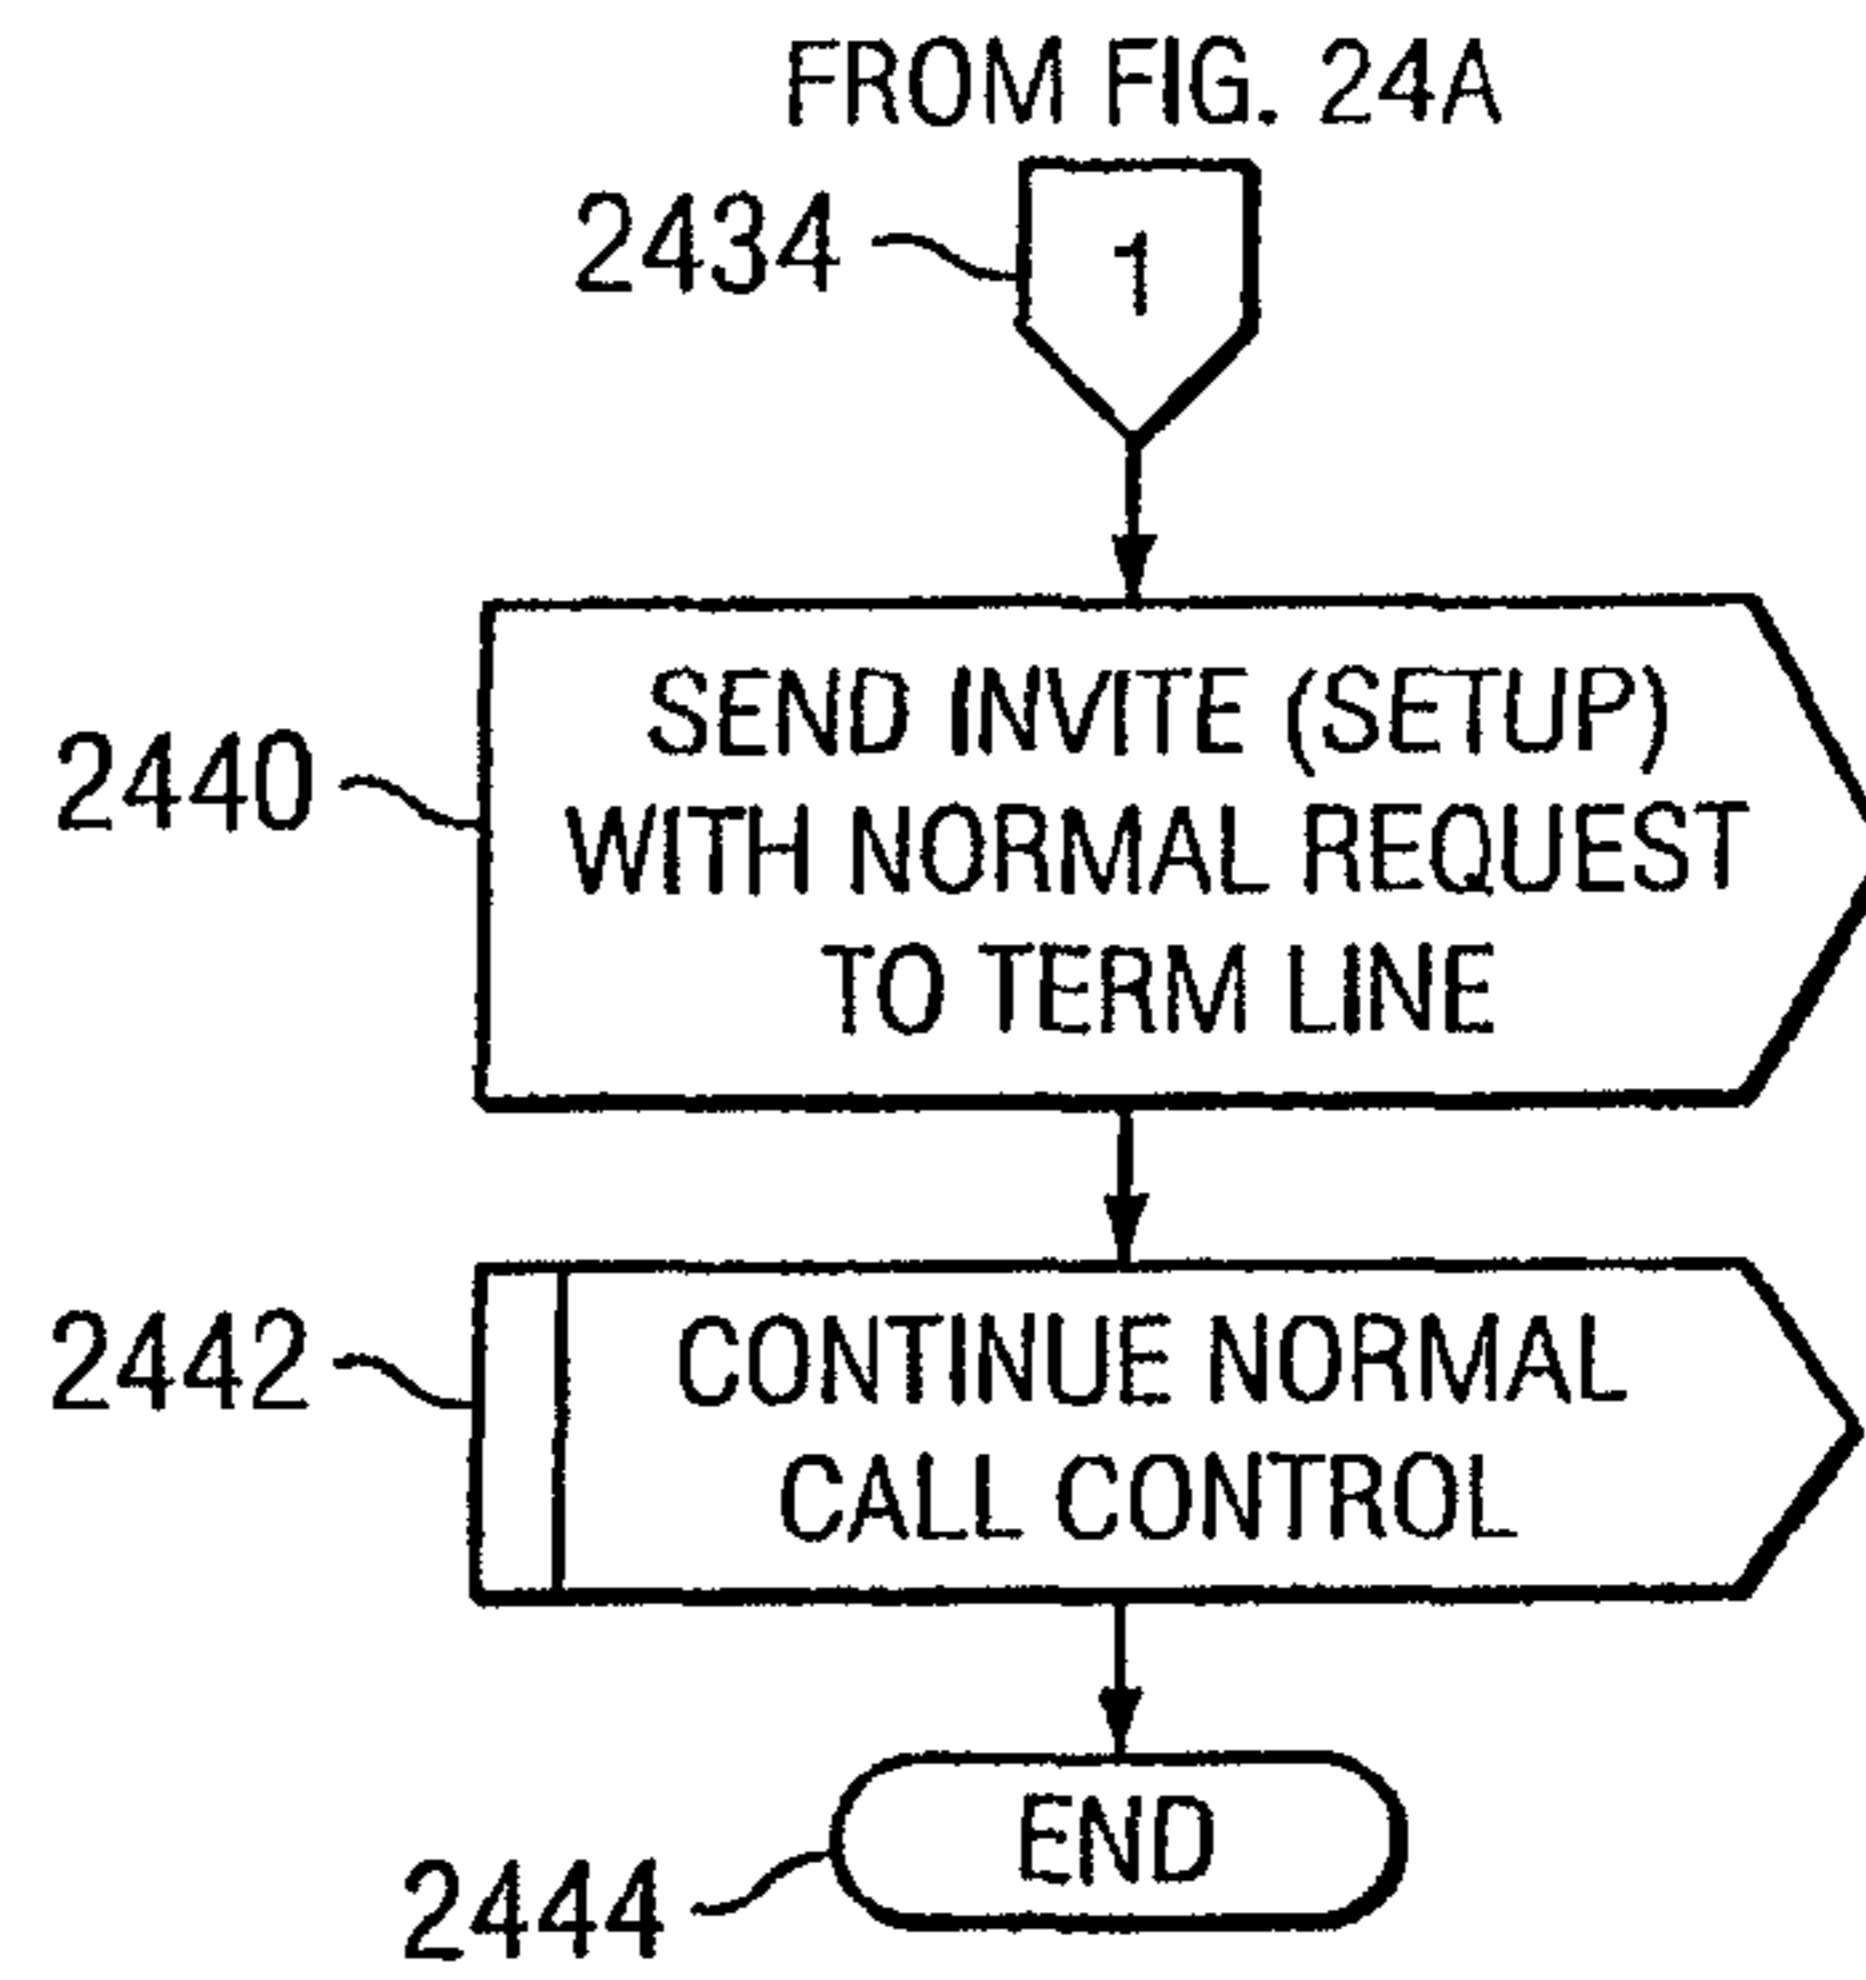 FROM FIG. 24A
2434
1
2440
SEND INVITE (SETUP)
WITH NORMAL REQUEST
TO TERM LINE
2442
CONTINUE NORMAL
CALL CONTROL
END
2444